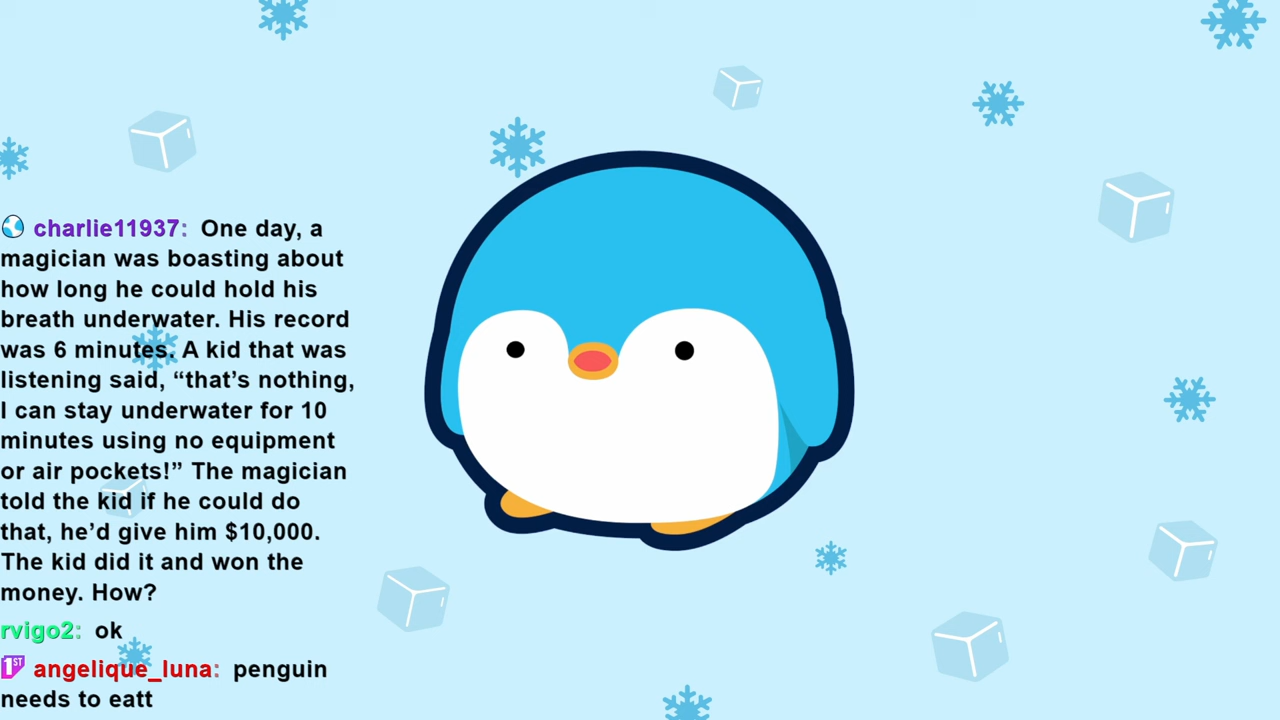 charlie11937: One day, a
magician was boasting about
how long he could hold his
breath underwater. His record
was 6 minutes. A kid that was
listening said, “that’s nothing,
I can stay underwater for 10
minutes using no equipment
or air pockets!” The magician
told the kid if he could do
that, he’d give him $10,000.
The kid did it and won the
money. How?
rvigo2: ok
1ST angelique_luna: penguin
needs to eatt